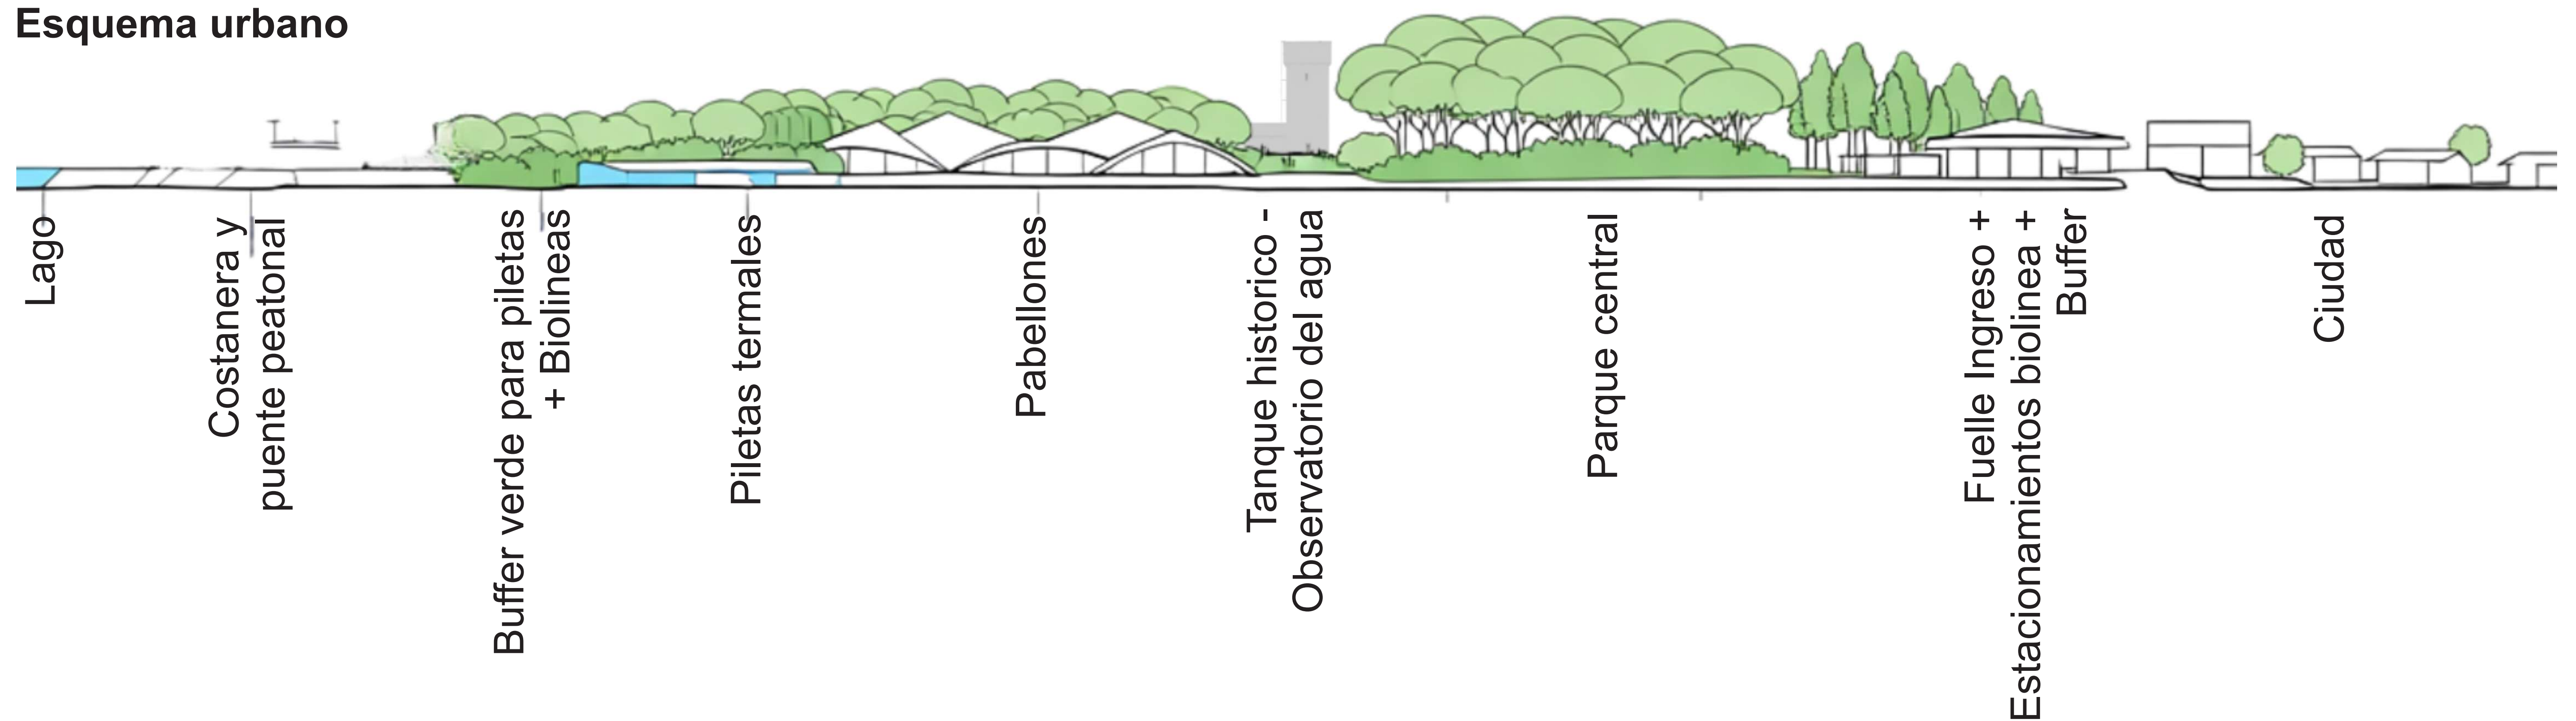 Esquema urbano
Lago
Costanera y
puente peatonal
Buffer verde para piletas
+ Biolineas
Piletas termales
Pabellones
Tanque historico -
Observatorio del agua
Parque central
Fuelle Ingreso +
Estacionamientos biolinea +
Buffer
Ciudad